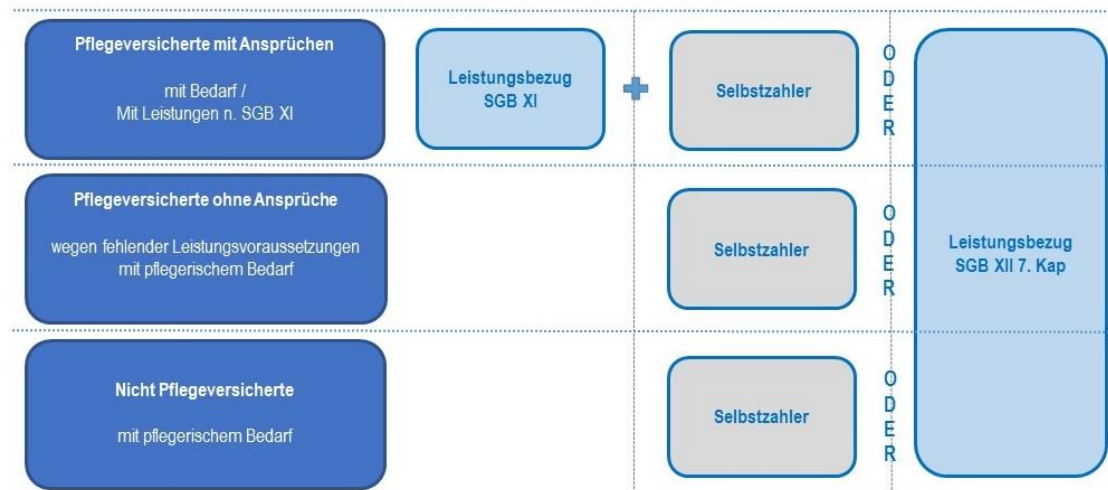 Pflegeversicherte mit Ansprüchen
mit Bedarf /
Mit Leistungen n. SGB XI
Leistungsbezug
SGB XI
Selbstzahler
O
D
E
R
Pflegeversicherte ohne Ansprüche
wegen fehlender Leistungsvoraussetzungen
mit pflegerischem Bedarf
Selbstzahler
O
D
E
R
Leistungsbezug
SGB XII 7. Kap
Nicht Pflegeversicherte
mit pflegerischem Bedarf
Selbstzahler
O
D
E
R